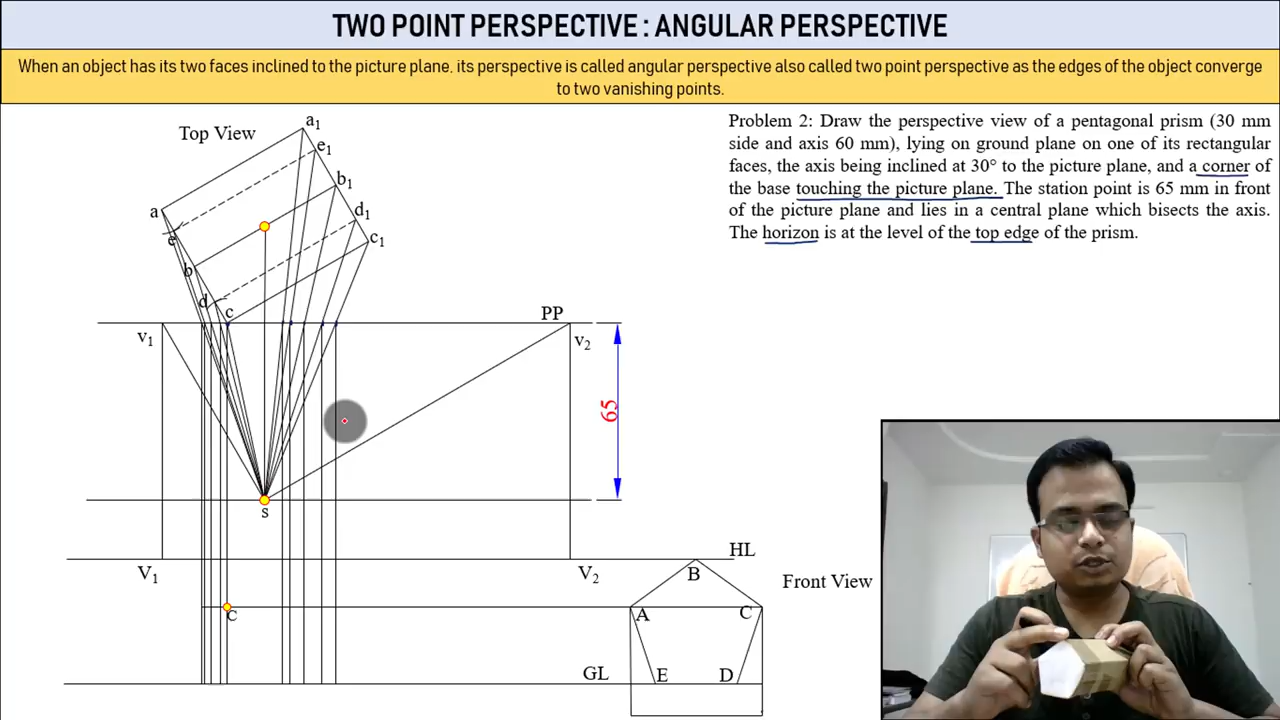 TWO POINT PERSPECTIVE : ANGULAR PERSPECTIVE
When an object has its two faces inclined to the picture plane, its perspective is called angular perspective also called two point perspective as the edges of the object converge
to two vanishing points.
Problem 2: Draw the perspective view of a pentagonal prism (30 mm
side and axis 60 mm), lying on ground plane on one of its rectangular
faces, the axis being inclined at 30° to the picture plane, and a corner of
the base touching the picture plane. The station point is 65 mm in front
of the picture plane and lies in a central plane which bisects the axis.
The horizon is at the level of the top edge of the prism.
Top View
a₁
e₁
b₁
d₁
c₁
a
e
b
d
c
PP
v₁
v₂
65
s
HL
V₁
V₂
B
Front View
C
A
C
GL
E
D